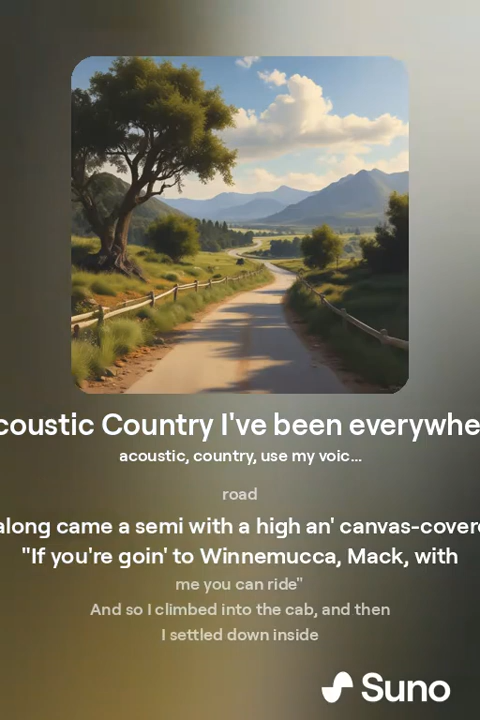 coustic Country I've been everywhe
acoustic, country, use my voic...
road
along came a semi with a high an' canvas-cover
"If you're goin' to Winnemucca, Mack, with
me you can ride"
And so I climbed into the cab, and then
I settled down inside
Suno